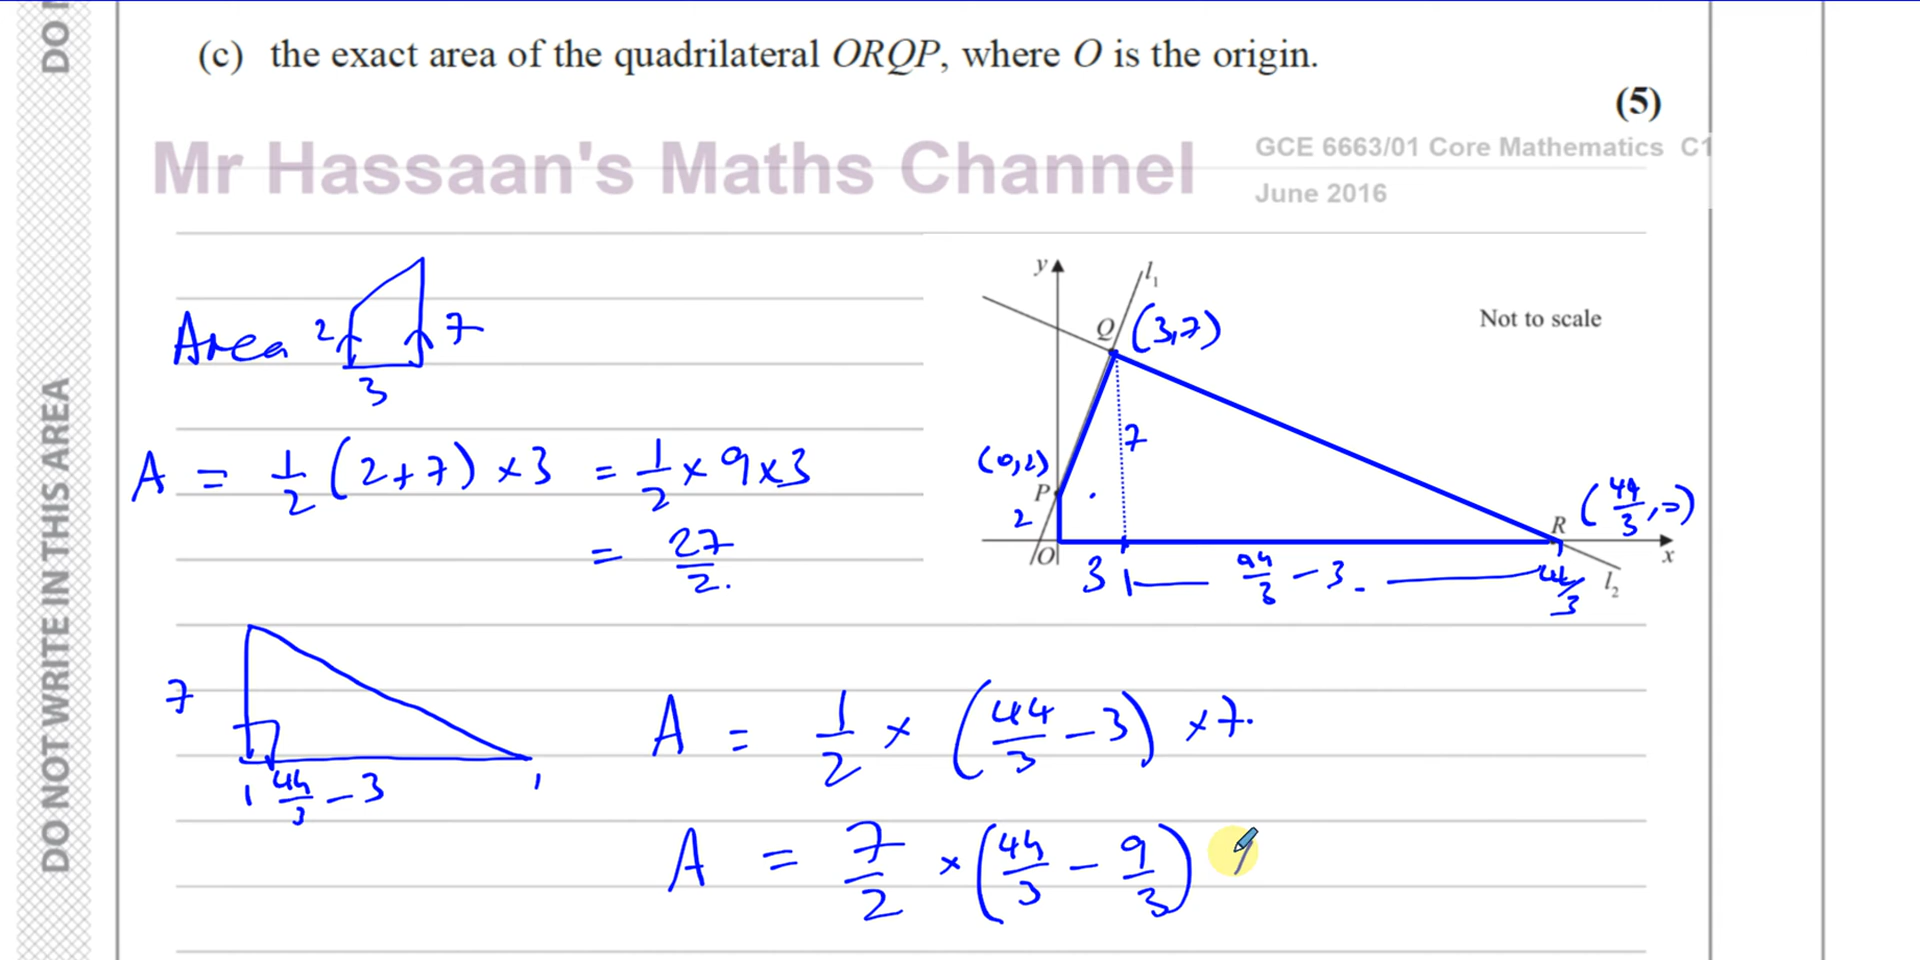 DO NOT WRITE IN THIS AREA
DO N
(c) the exact area of the quadrilateral ORQP, where O is the origin.
(5)
Mr Hassaan's Maths Channel
GCE 6663/01 Core Mathematics C1
June 2016
Area 2 7
3
A = 1/2 (2+7) × 3 = 1/2 × 9 × 3
= 27/2.
y
l₁
Q (3,7)
Not to scale
7
(0,2)
P
2
R (44/3, 0)
O
x
3 44/3 - 3. 44/3
l₂
7
44/3 - 3
A = 1/2 × (44/3 - 3) × 7.
A = 7/2 × (44/3 - 9/3)